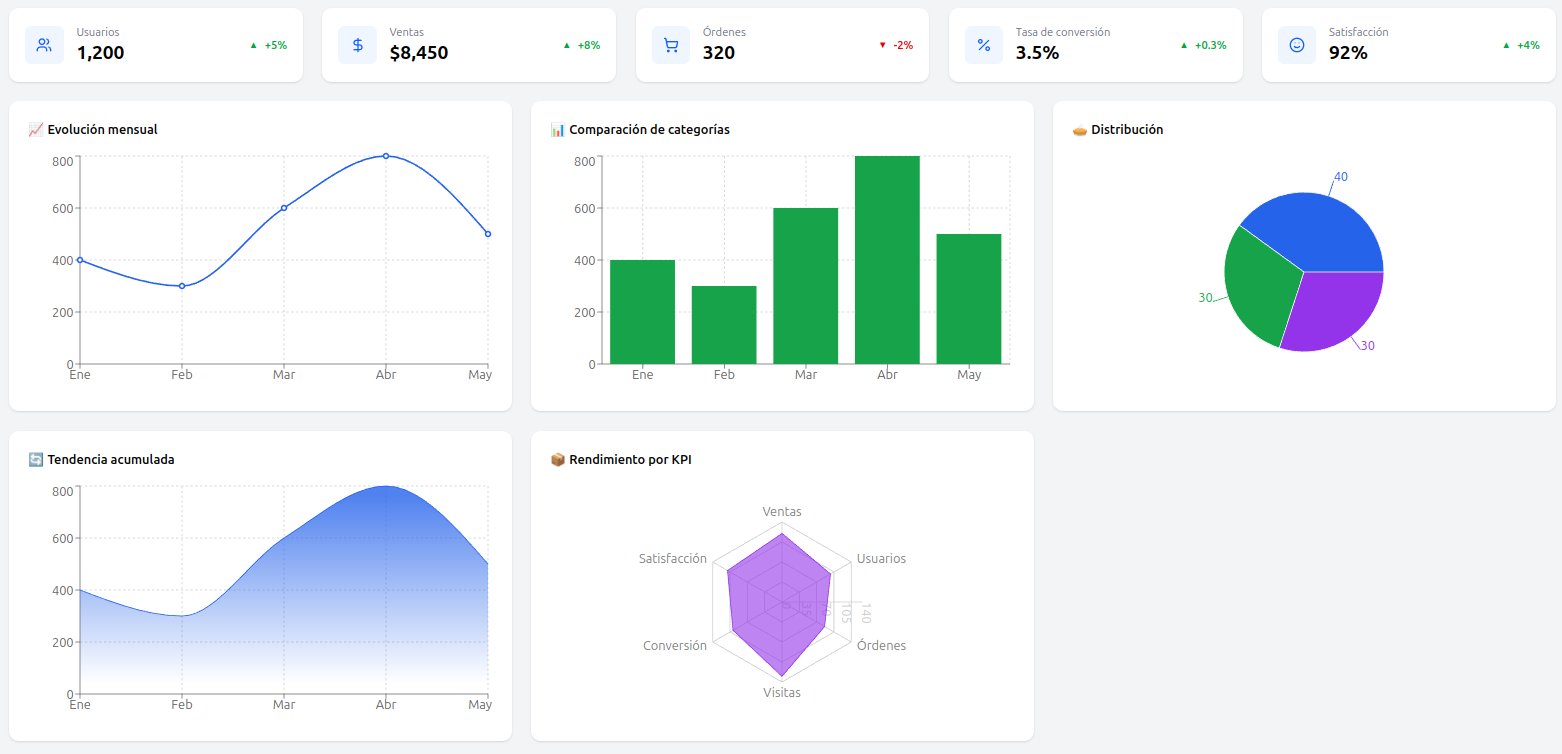 Usuarios
1,200
▲ +5%
Ventas
$8,450
▲ +8%
Órdenes
320
▼ -2%
Tasa de conversión
3.5%
▲ +0.3%
Satisfacción
92%
▲ +4%
Evolución mensual
800
600
400
200
0
Ene Feb Mar Abr May
Comparación de categorías
800
600
400
200
0
Ene Feb Mar Abr May
Distribución
40
30
30
Tendencia acumulada
800
600
400
200
0
Ene Feb Mar Abr May
Rendimiento por KPI
Ventas
Satisfacción
Usuarios
0 35 70 105 140
Conversión
Órdenes
Visitas